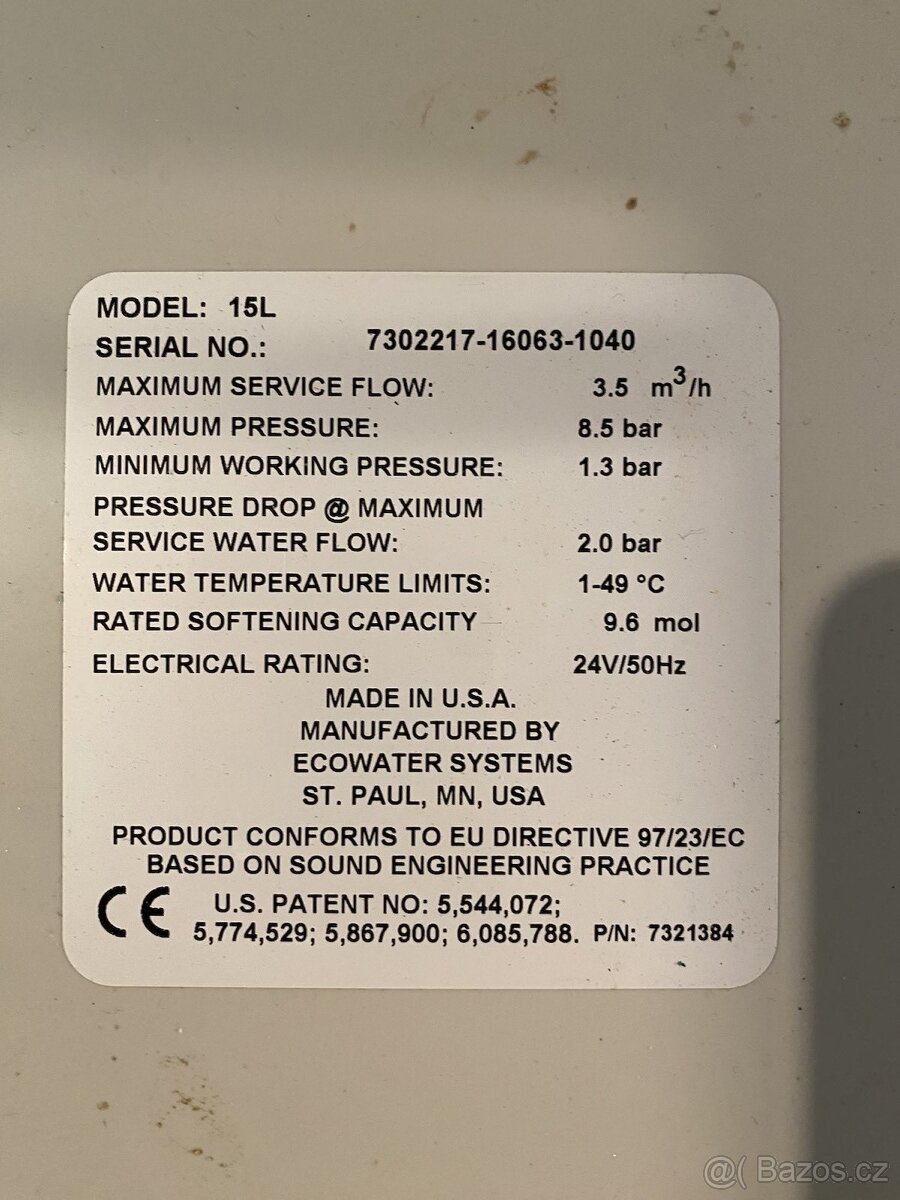 MODEL: 15L
SERIAL NO.: 7302217-16063-1040
MAXIMUM SERVICE FLOW: 3.5 m³/h
MAXIMUM PRESSURE: 8.5 bar
MINIMUM WORKING PRESSURE: 1.3 bar
PRESSURE DROP @ MAXIMUM
SERVICE WATER FLOW: 2.0 bar
WATER TEMPERATURE LIMITS: 1-49 °C
RATED SOFTENING CAPACITY 9.6 mol
ELECTRICAL RATING: 24V/50Hz
MADE IN U.S.A.
MANUFACTURED BY
ECOWATER SYSTEMS
ST. PAUL, MN, USA
PRODUCT CONFORMS TO EU DIRECTIVE 97/23/EC
BASED ON SOUND ENGINEERING PRACTICE
CE U.S. PATENT NO: 5,544,072;
5,774,529; 5,867,900; 6,085,788. P/N: 7321384
@( Bazos.cz